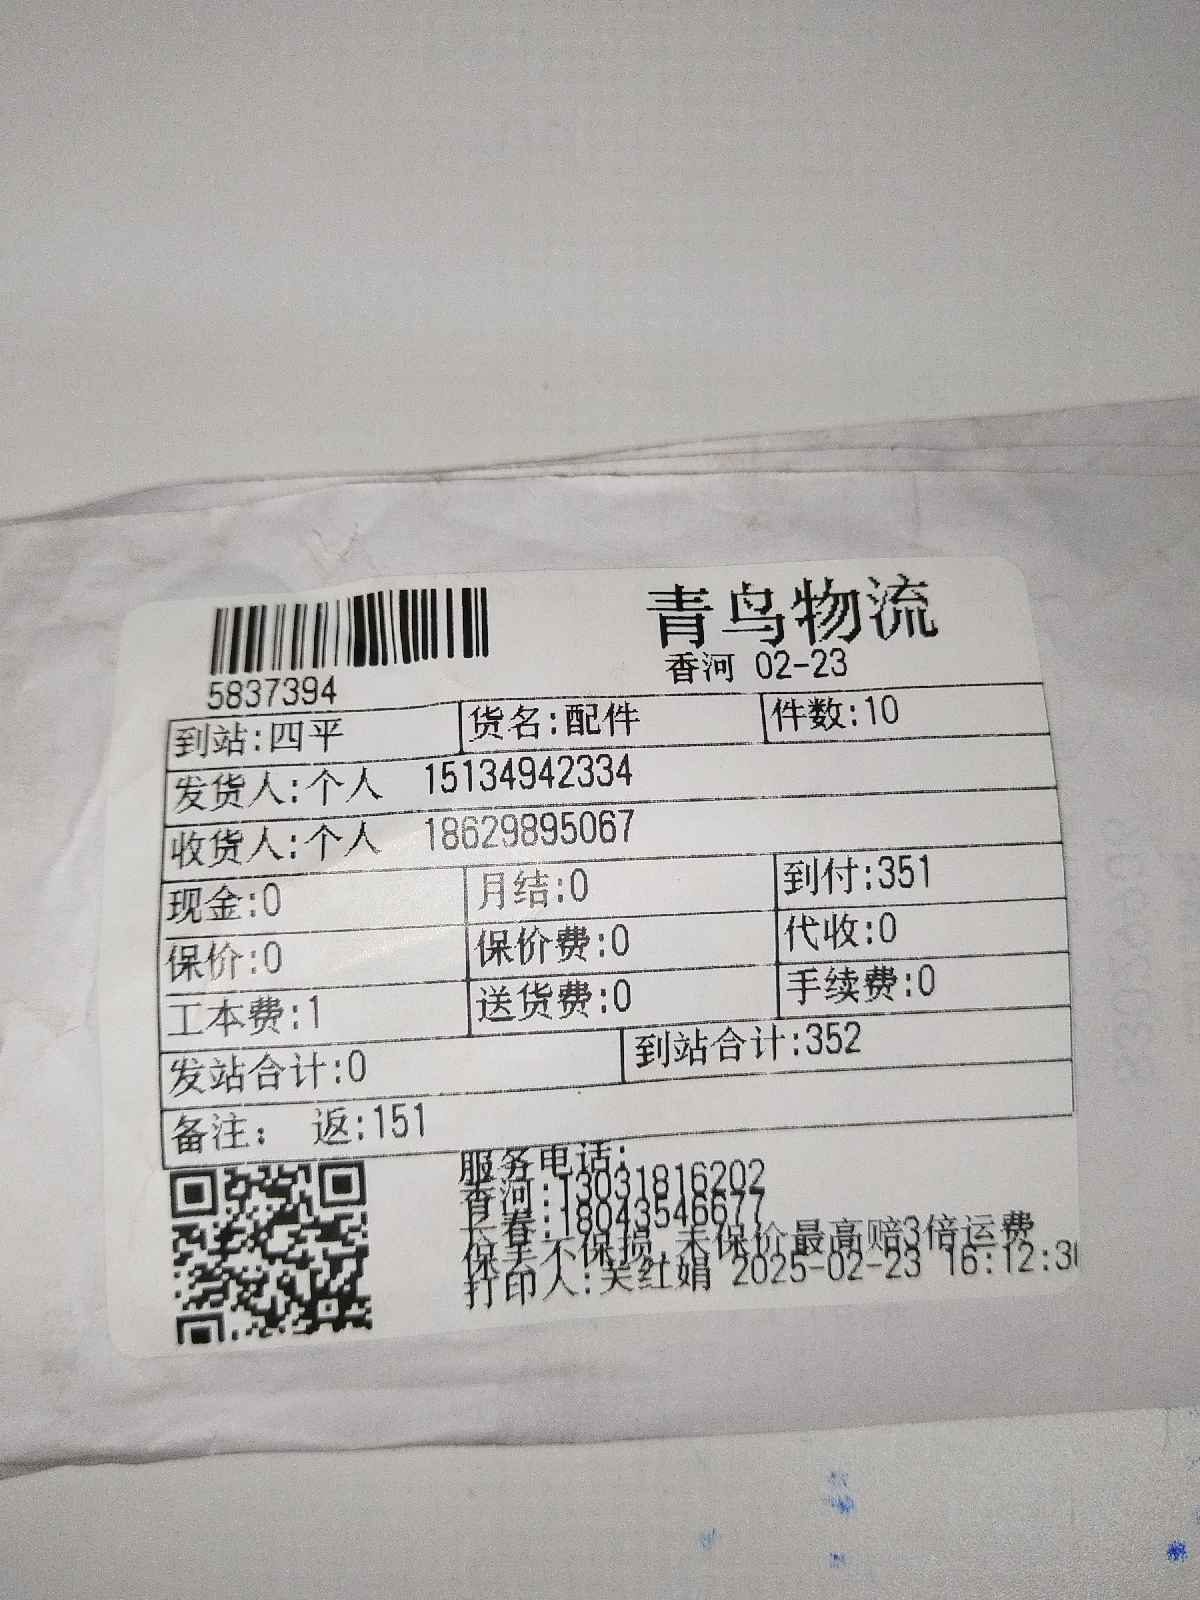 青鸟物流
香河 02-23
5837394
到站:四平 货名:配件 件数:10
发货人:个人 15134942334
收货人:个人 18629895067
现金:0 月结:0 到付:351
保价:0 保价费:0 代收:0
工本费:1 送货费:0 手续费:0
发站合计:0 到站合计:352
备注: 返:151
服务电话:
香河:13031816202
长春:18043546677
保丢不保损,未保价最高赔3倍运费
打印人:关红娟 2025-02-23 16:12:3